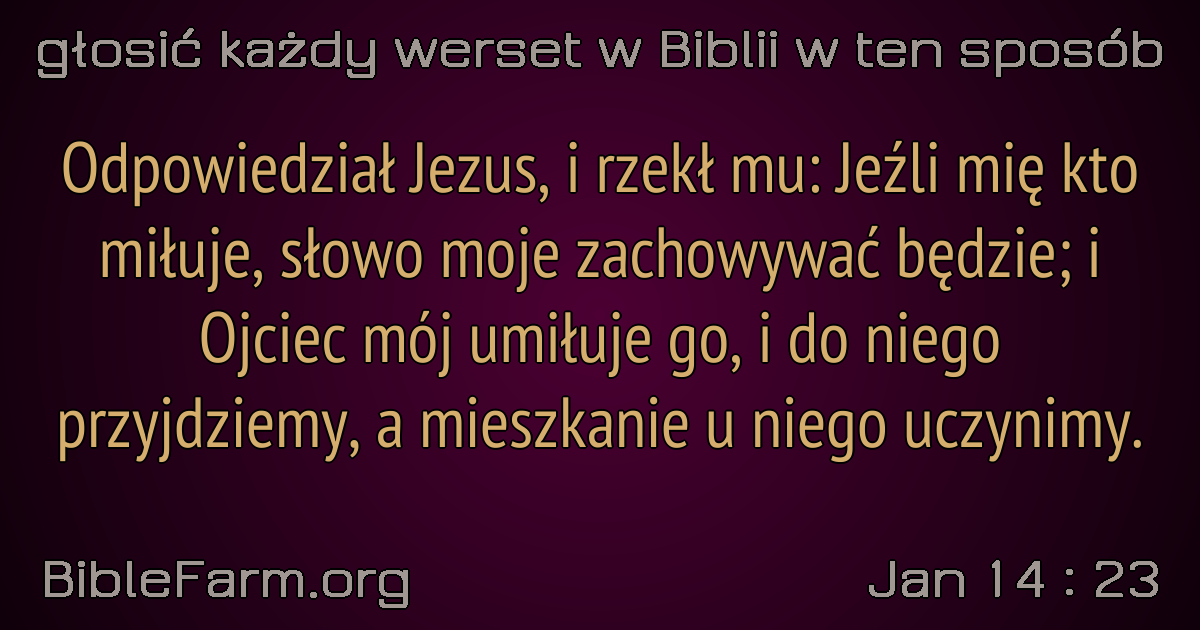 głosić każdy werset w Biblii w ten sposób
Odpowiedział Jezus, i rzekł mu: Jeźli mię kto
miłuje, słowo moje zachowywać będzie; i
Ojciec mój umiłuje go, i do niego
przyjdziemy, a mieszkanie u niego uczynimy.
BibleFarm.org
Jan 14 : 23